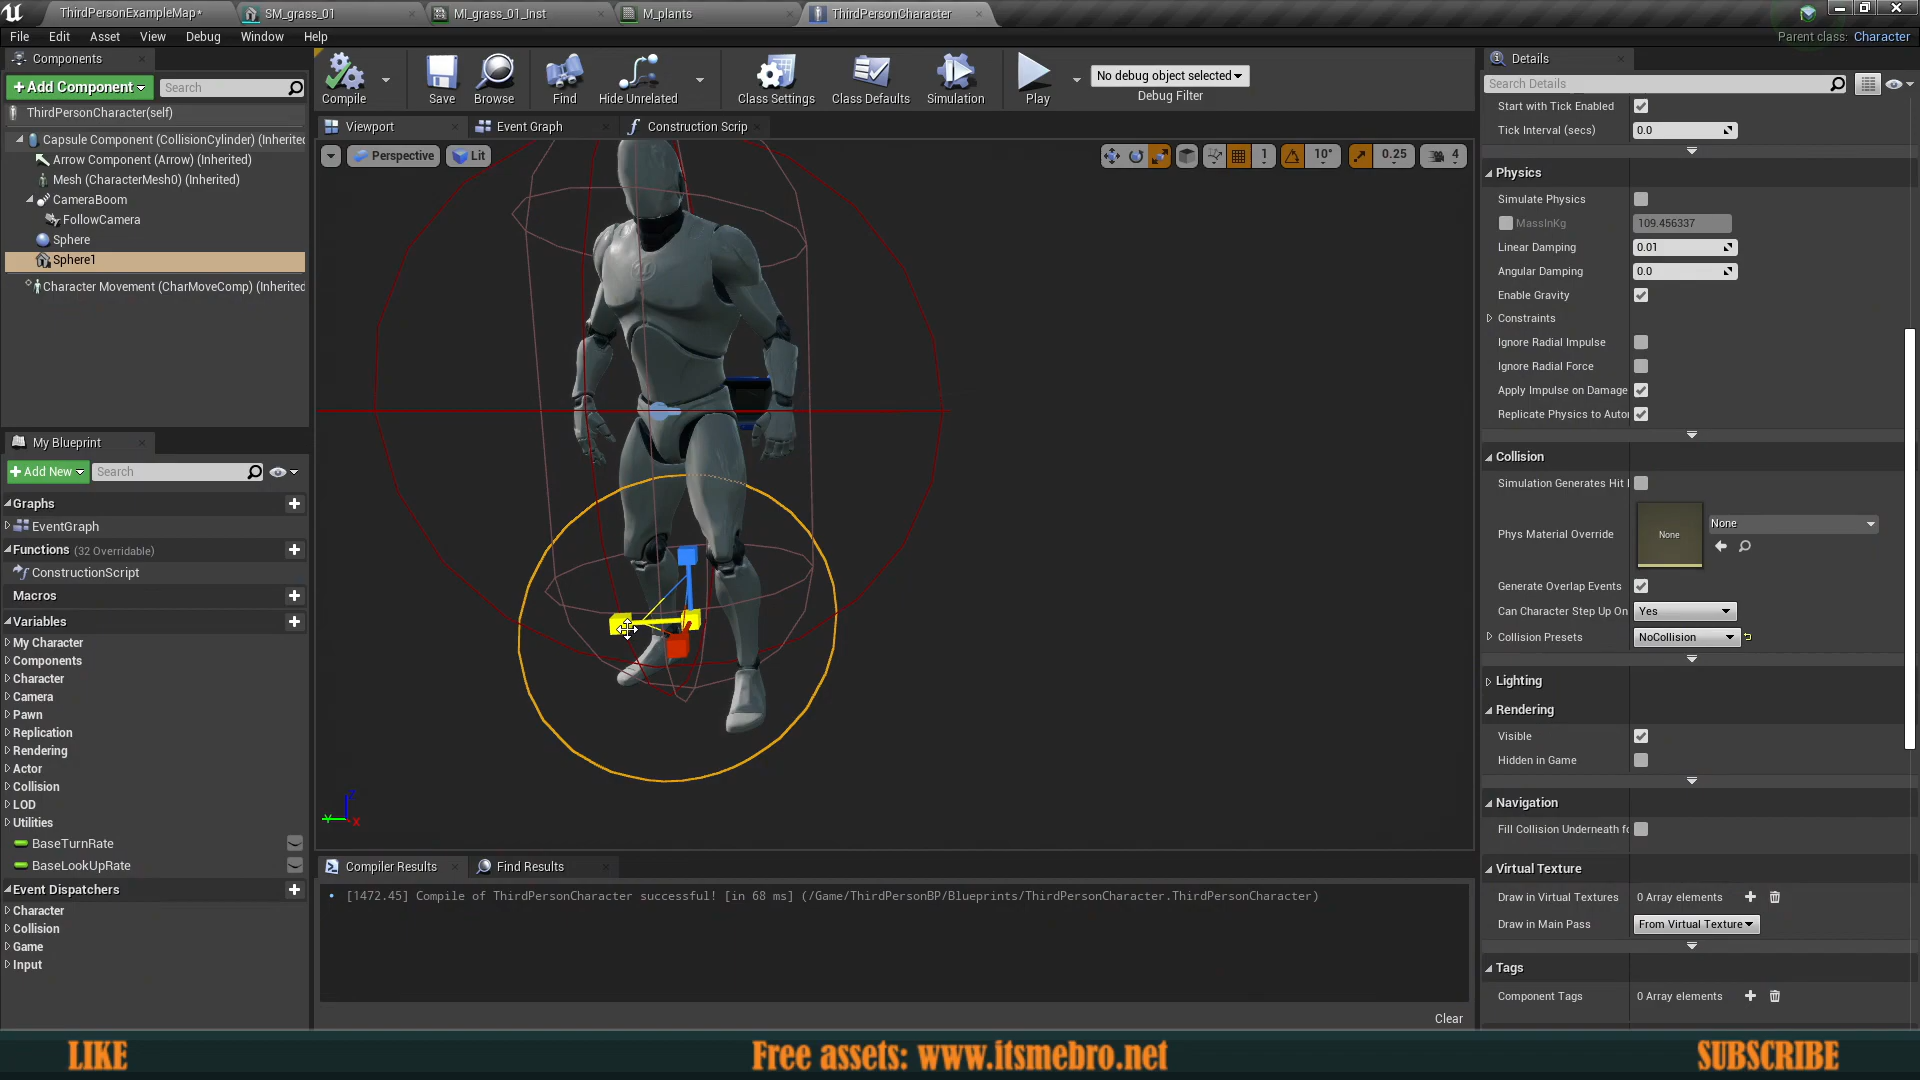 ThirdPersonExampleMap*
SM_grass_01
MI_grass_01_Inst
M_plants
ThirdPersonCharacter
File Edit Asset View Debug Window Help
Parent class: Character
Components
Add Component
Search
ThirdPersonCharacter(self)
Capsule Component (CollisionCylinder) (Inherited
Arrow Component (Arrow) (Inherited)
Mesh (CharacterMesh0) (Inherited)
CameraBoom
FollowCamera
Sphere
Sphere1
Character Movement (CharMoveComp) (Inherited
My Blueprint
Add New
Search
Graphs
EventGraph
Functions (32 Overridable)
ConstructionScript
Macros
Variables
My Character
Components
Character
Camera
Pawn
Replication
Rendering
Actor
Collision
LOD
Utilities
BaseTurnRate
BaseLookUpRate
Event Dispatchers
Character
Collision
Game
Input
Compile
Save
Browse
Find
Hide Unrelated
Class Settings
Class Defaults
Simulation
Play
No debug object selected
Debug Filter
Viewport
Event Graph
Construction Scrip
Perspective
Lit
1
10°
0.25
4
Z
Y
X
Compiler Results
Find Results
[1472.45] Compile of ThirdPersonCharacter successful! [in 68 ms] (/Game/ThirdPersonBP/Blueprints/ThirdPersonCharacter.ThirdPersonCharacter)
Clear
Details
Search Details
Start with Tick Enabled
Tick Interval (secs) 0.0
Physics
Simulate Physics
MassInKg 109.456337
Linear Damping 0.01
Angular Damping 0.0
Enable Gravity
Constraints
Ignore Radial Impulse
Ignore Radial Force
Apply Impulse on Damage
Replicate Physics to Auton
Collision
Simulation Generates Hit
None
None
Phys Material Override
Generate Overlap Events
Can Character Step Up On Yes
Collision Presets NoCollision
Lighting
Rendering
Visible
Hidden in Game
Navigation
Fill Collision Underneath fo
Virtual Texture
Draw in Virtual Textures 0 Array elements
Draw in Main Pass From Virtual Texture
Tags
Component Tags 0 Array elements
LIKE
Free assets: www.itsmebro.net
SUBSCRIBE